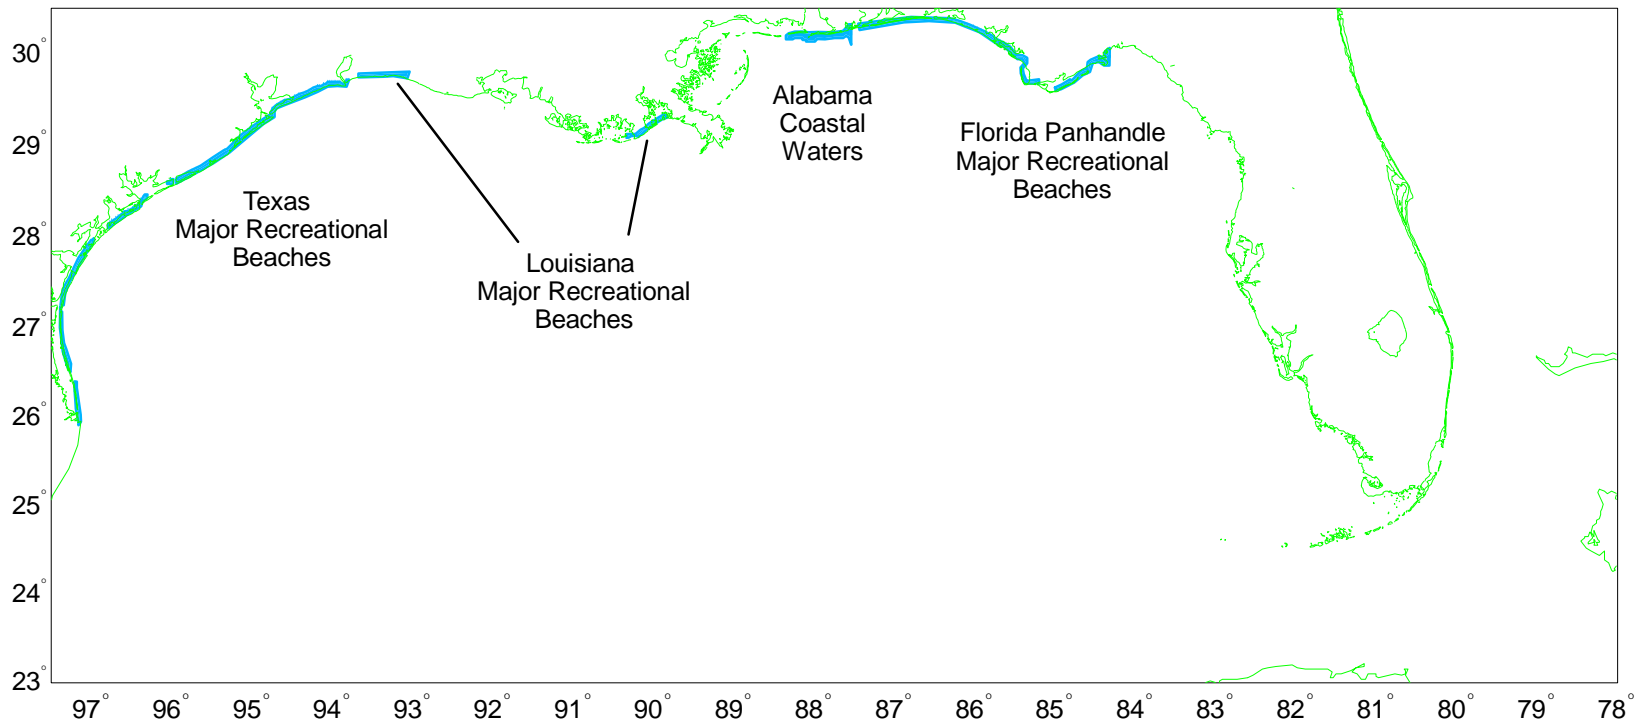 30°
29°
28°
27°
26°
25°
24°
23°
Texas
Major Recreational
Beaches
Louisiana
Major Recreational
Beaches
Alabama
Coastal
Waters
Florida Panhandle
Major Recreational
Beaches
97° 96° 95° 94° 93° 92° 91° 90° 89° 88° 87° 86° 85° 84° 83° 82° 81° 80° 79° 78°